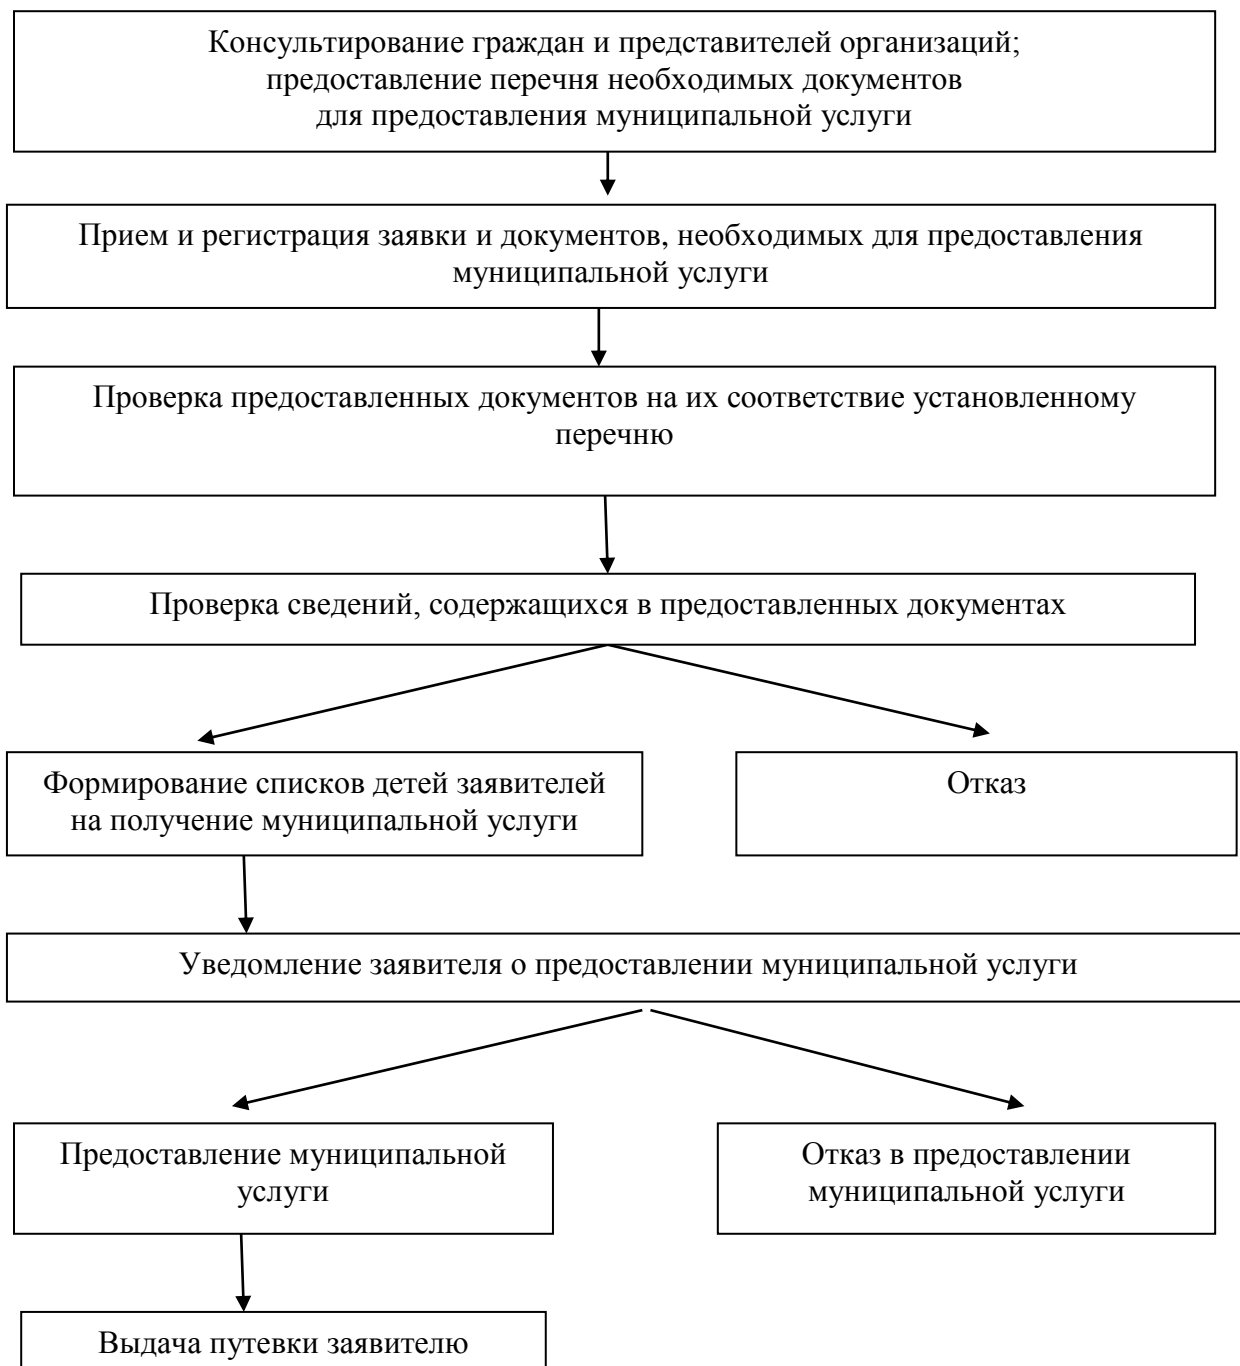 Консультирование граждан и представителей организаций;
предоставление перечня необходимых документов
для предоставления муниципальной услуги
Прием и регистрация заявки и документов, необходимых для предоставления
муниципальной услуги
Проверка предоставленных документов на их соответствие установленному
перечню
Проверка сведений, содержащихся в предоставленных документах
Формирование списков детей заявителей
на получение муниципальной услуги
Отказ
Уведомление заявителя о предоставлении муниципальной услуги
Предоставление муниципальной
услуги
Отказ в предоставлении
муниципальной услуги
Выдача путевки заявителю